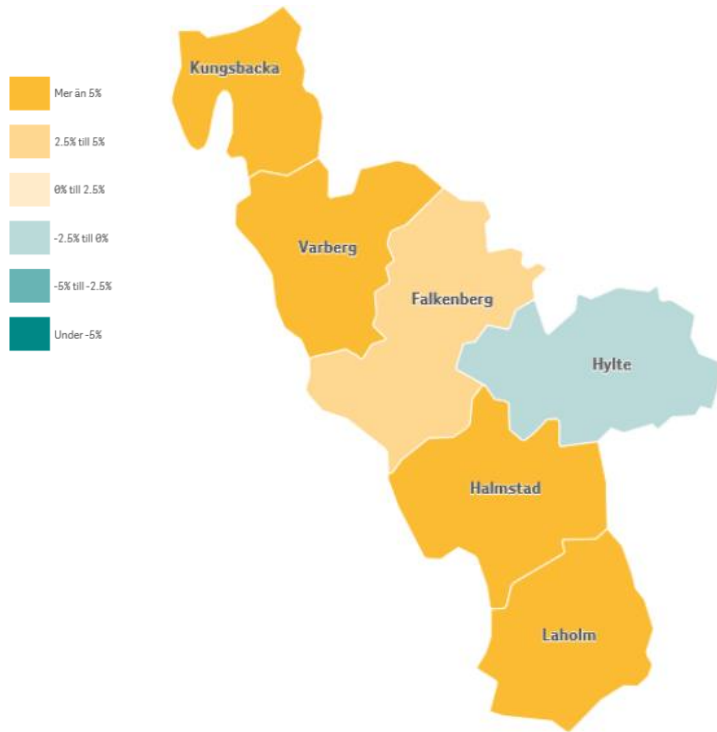 Kungsbacka
Mer än 5%
2.5% till 5%
0% till 2.5%
-2.5% till 0%
-5% till -2.5%
Under -5%
Varberg
Falkenberg
Hylte
Halmstad
Laholm